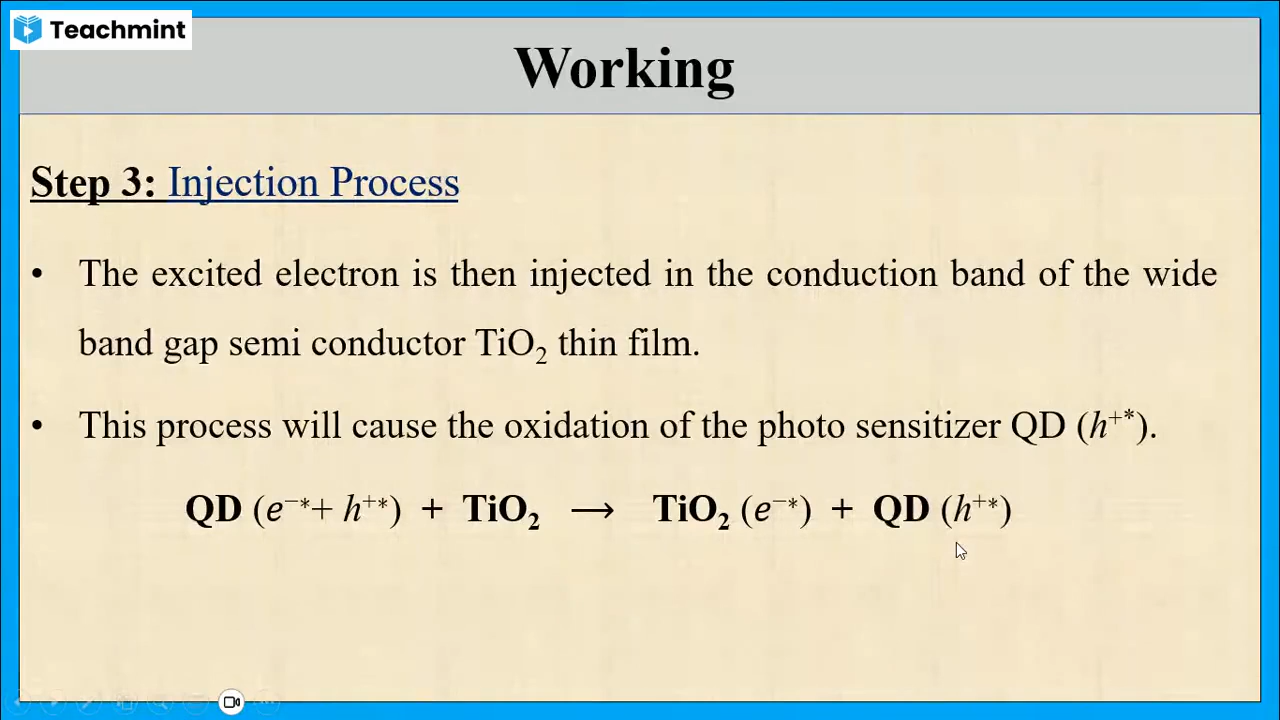 Teachmint
Working
Step 3: Injection Process
• The excited electron is then injected in the conduction band of the wide
band gap semi conductor TiO₂ thin film.
• This process will cause the oxidation of the photo sensitizer QD (h⁺*).
QD (e⁻*+ h⁺*) + TiO₂ ⟶ TiO₂ (e⁻*) + QD (h⁺*)